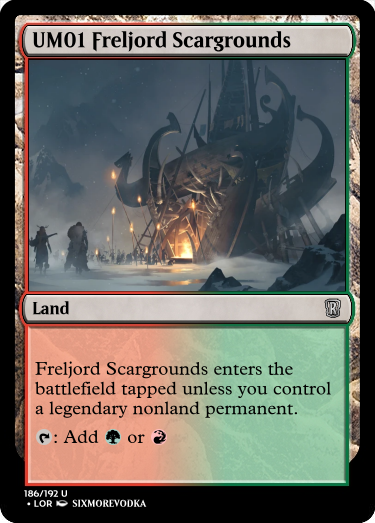 UM01 Freljord Scargrounds
Land
Freljord Scargrounds enters the
battlefield tapped unless you control
a legendary nonland permanent.
: Add or
186/192 U
• LOR SIXMOREVODKA